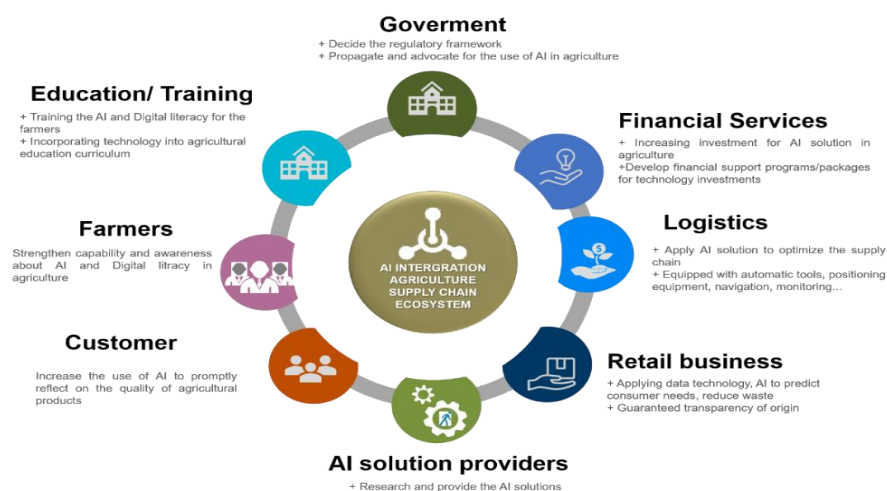 Goverment
+ Decide the regulatory framework
+ Propagate and advocate for the use of AI in agriculture
Education/ Training
+ Training the AI and Digital literacy for the
farmers
+ Incorporating technology into agricultural
education curriculum
Financial Services
+ Increasing investment for AI solution in
agriculture
+Develop financial support programs/packages
for technology investments
Farmers
Strengthen capability and awareness
about AI and Digital litracy in
agriculture
AI INTERGRATION
AGRICULTURE
SUPPLY CHAIN
ECOSYSTEM
Logistics
+ Apply AI solution to optimize the supply
chain
+ Equipped with automatic tools, positioning
equipment, navigation, monitoring...
Customer
Increase the use of AI to promptly
reflect on the quality of agricultural
products
Retail business
+ Applying data technology, AI to predict
consumer needs, reduce waste
+ Guaranteed transparency of origin
AI solution providers
+ Research and provide the AI solutions